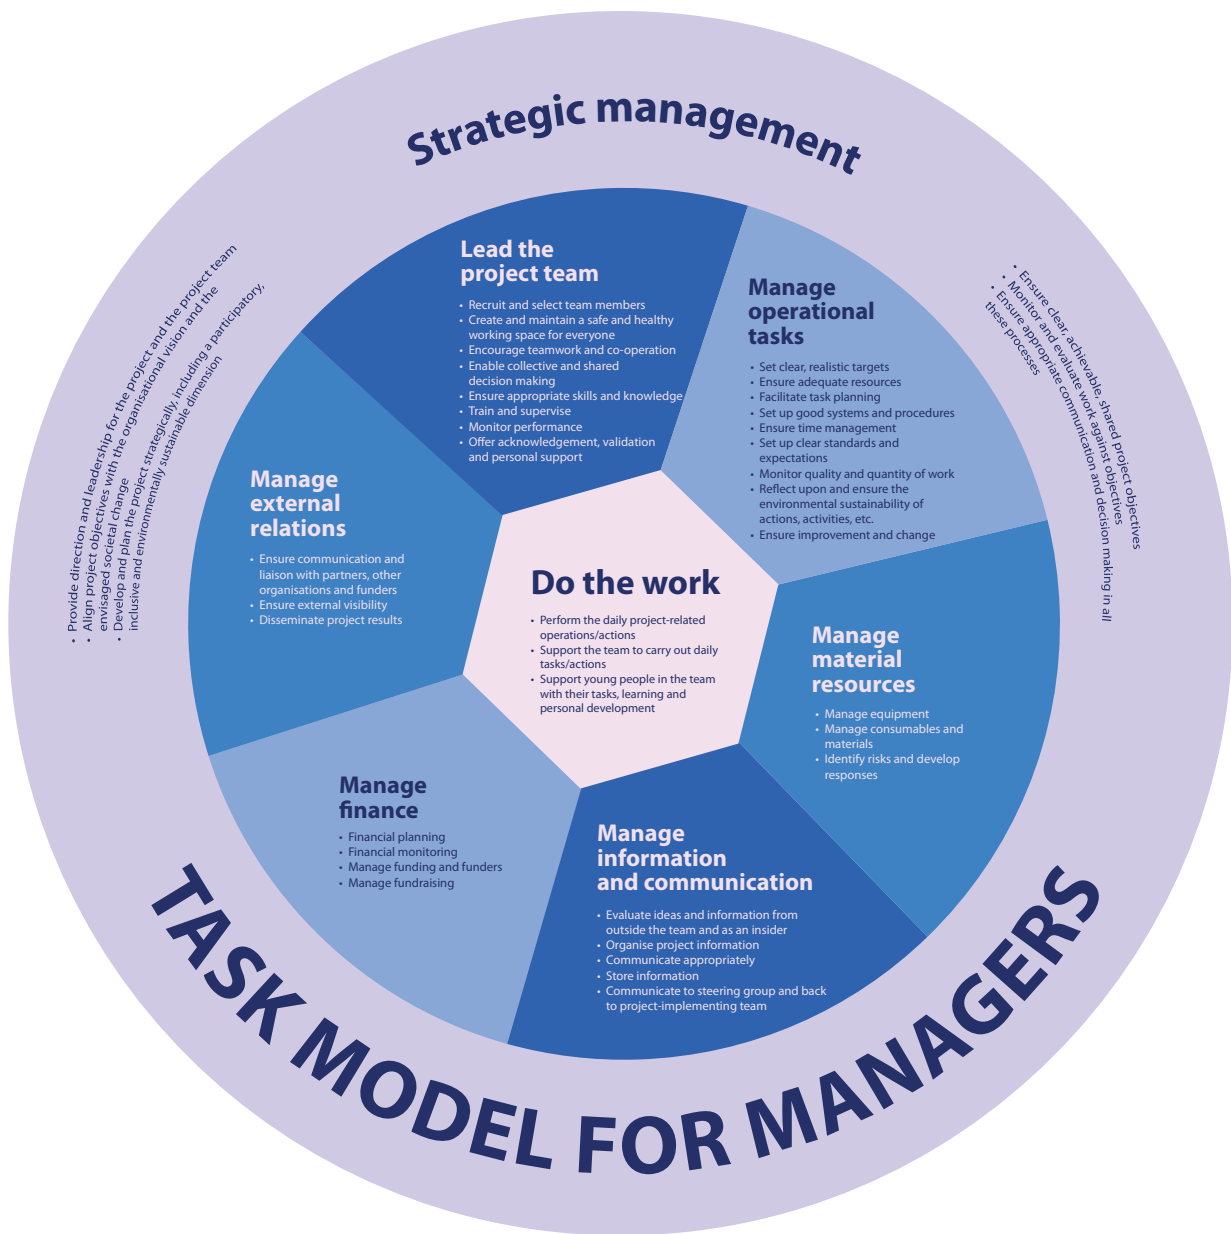 Strategic management
• Provide direction and leadership for the project and the project team
• Align project objectives with the organisational vision and the
envisaged societal change
• Develop and plan the project strategically, including a participatory,
inclusive and environmentally sustainable dimension
• Ensure clear, achievable, shared project objectives
• Monitor and evaluate work against objectives
• Ensure appropriate communication and decision making in all
these processes
Lead the
project team
• Recruit and select team members
• Create and maintain a safe and healthy
working space for everyone
• Encourage teamwork and co-operation
• Enable collective and shared
decision making
• Ensure appropriate skills and knowledge
• Train and supervise
• Monitor performance
• Offer acknowledgement, validation
and personal support
Manage
operational
tasks
• Set clear, realistic targets
• Ensure adequate resources
• Facilitate task planning
• Set up good systems and procedures
• Ensure time management
• Set up clear standards and
expectations
• Monitor quality and quantity of work
• Reflect upon and ensure the
environmental sustainability of
actions, activities, etc.
• Ensure improvement and change
Manage
external
relations
• Ensure communication and
liaison with partners, other
organisations and funders
• Ensure external visibility
• Disseminate project results
Do the work
• Perform the daily project-related
operations/actions
• Support the team to carry out daily
tasks/actions
• Support young people in the team
with their tasks, learning and
personal development
Manage
material
resources
• Manage equipment
• Manage consumables and
materials
• Identify risks and develop
responses
Manage
finance
• Financial planning
• Financial monitoring
• Manage funding and funders
• Manage fundraising
Manage
information
and communication
• Evaluate ideas and information from
outside the team and as an insider
• Organise project information
• Communicate appropriately
• Store information
• Communicate to steering group and back
to project-implementing team
TASK MODEL FOR MANAGERS